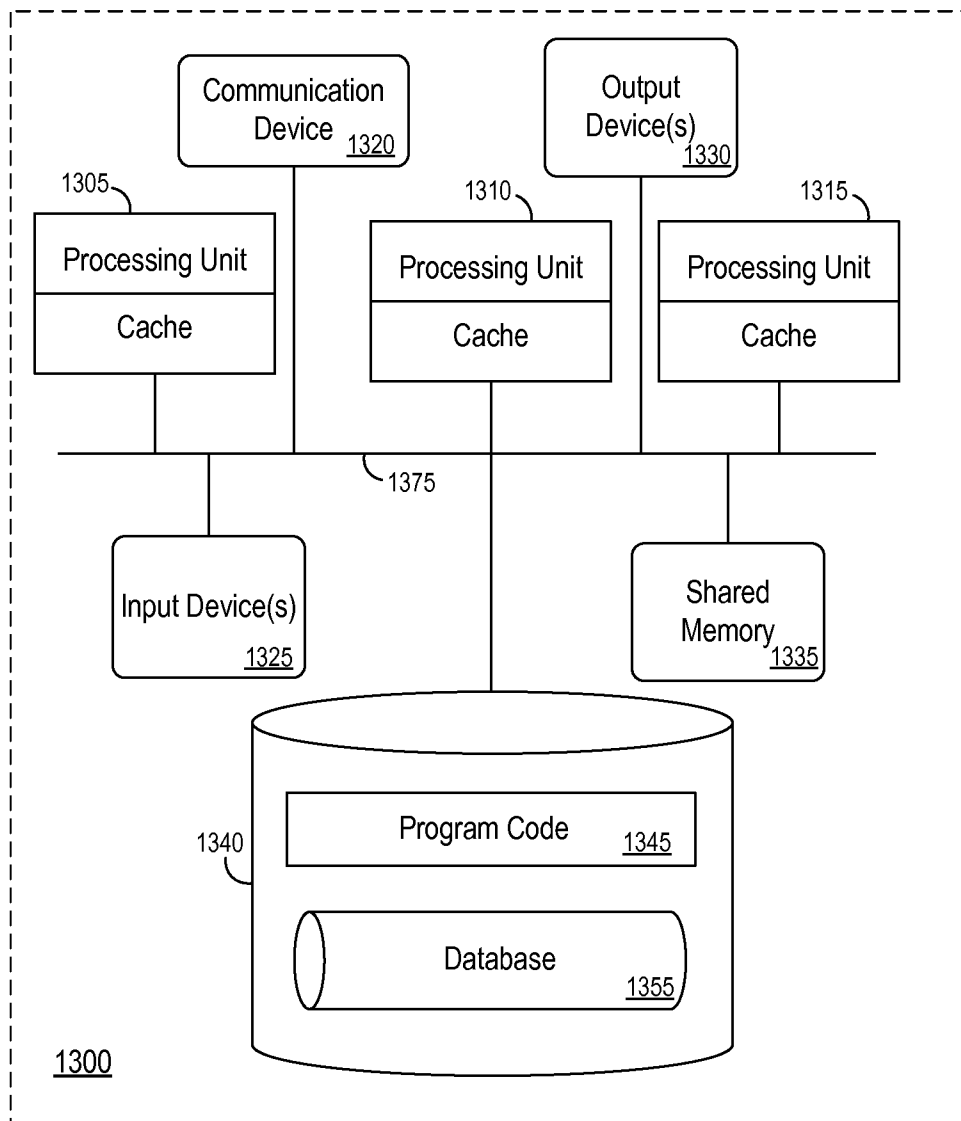 Communication
Device 1320
Output
Device(s) 1330
1305
Processing Unit
Cache
1310
Processing Unit
Cache
1315
Processing Unit
Cache
1375
Input Device(s)
1325
Shared
Memory
1335
1340
Program Code 1345
Database
1355
1300